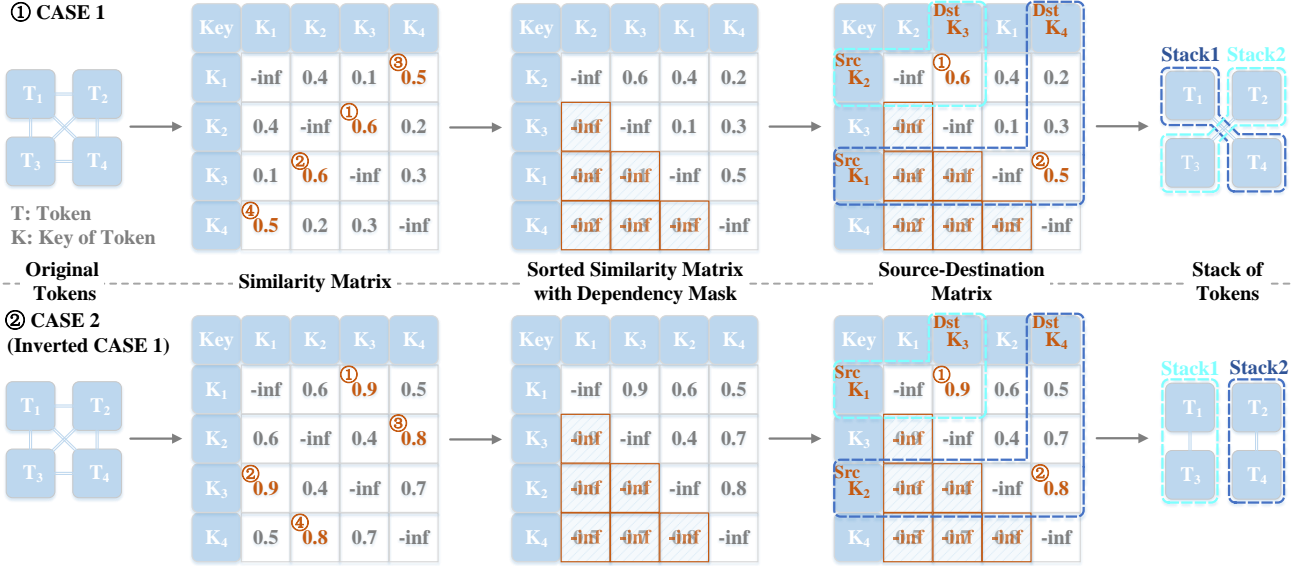 ① CASE 1
T₁ T₂
T₃ T₄
T: Token
K: Key of Token
Key K₁ K₂ K₃ K₄
K₁ -inf 0.4 0.1 ③ 0.5
K₂ 0.4 -inf ① 0.6 0.2
K₃ 0.1 ② 0.6 -inf 0.3
K₄ ④ 0.5 0.2 0.3 -inf
Key K₂ K₃ K₁ K₄
K₂ -inf 0.6 0.4 0.2
K₃ -inf -inf 0.1 0.3
K₁ -inf -inf -inf 0.5
K₄ -inf -inf -inf -inf
Key K₂ Dst K₃ K₁ Dst K₄
Src K₂ -inf ① 0.6 0.4 0.2
K₃ -inf -inf 0.1 0.3
Src K₁ -inf -inf -inf ② 0.5
K₄ -inf -inf -inf -inf
Stack1 Stack2
T₁ T₂
T₃ T₄
Original
Tokens
Similarity Matrix
Sorted Similarity Matrix
with Dependency Mask
Source-Destination
Matrix
Stack of
Tokens
② CASE 2
(Inverted CASE 1)
T₁ T₂
T₃ T₄
Key K₁ K₂ K₃ K₄
K₁ -inf 0.6 ① 0.9 0.5
K₂ 0.6 -inf 0.4 ③ 0.8
K₃ ② 0.9 0.4 -inf 0.7
K₄ 0.5 ④ 0.8 0.7 -inf
Key K₁ K₃ K₂ K₄
K₁ -inf 0.9 0.6 0.5
K₃ -inf -inf 0.4 0.7
K₂ -inf -inf -inf 0.8
K₄ -inf -inf -inf -inf
Key K₁ Dst K₃ K₂ Dst K₄
Src K₁ -inf ① 0.9 0.6 0.5
K₃ -inf -inf 0.4 0.7
Src K₂ -inf -inf -inf ② 0.8
K₄ -inf -inf -inf -inf
Stack1 Stack2
T₁ T₂
T₃ T₄